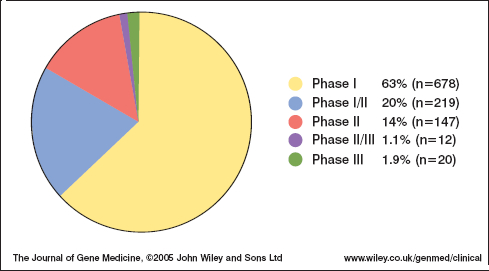 Phase I 63% (n=678)
Phase I/II 20% (n=219)
Phase II 14% (n=147)
Phase II/III 1.1% (n=12)
Phase III 1.9% (n=20)
The Journal of Gene Medicine, ©2005 John Wiley and Sons Ltd www.wiley.co.uk/genmed/clinical